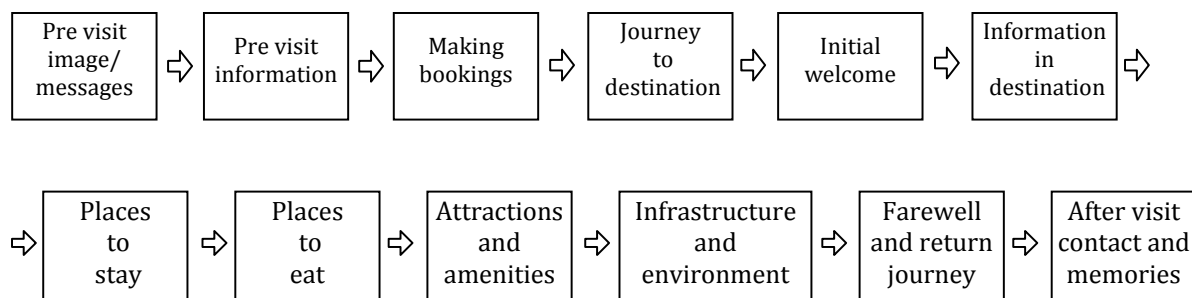 Pre visit
image/
messages
Pre visit
information
Making
bookings
Journey
to
destination
Initial
welcome
Information
in
destination
Places
to
stay
Places
to
eat
Attractions
and
amenities
Infrastructure
and
environment
Farewell
and return
journey
After visit
contact and
memories